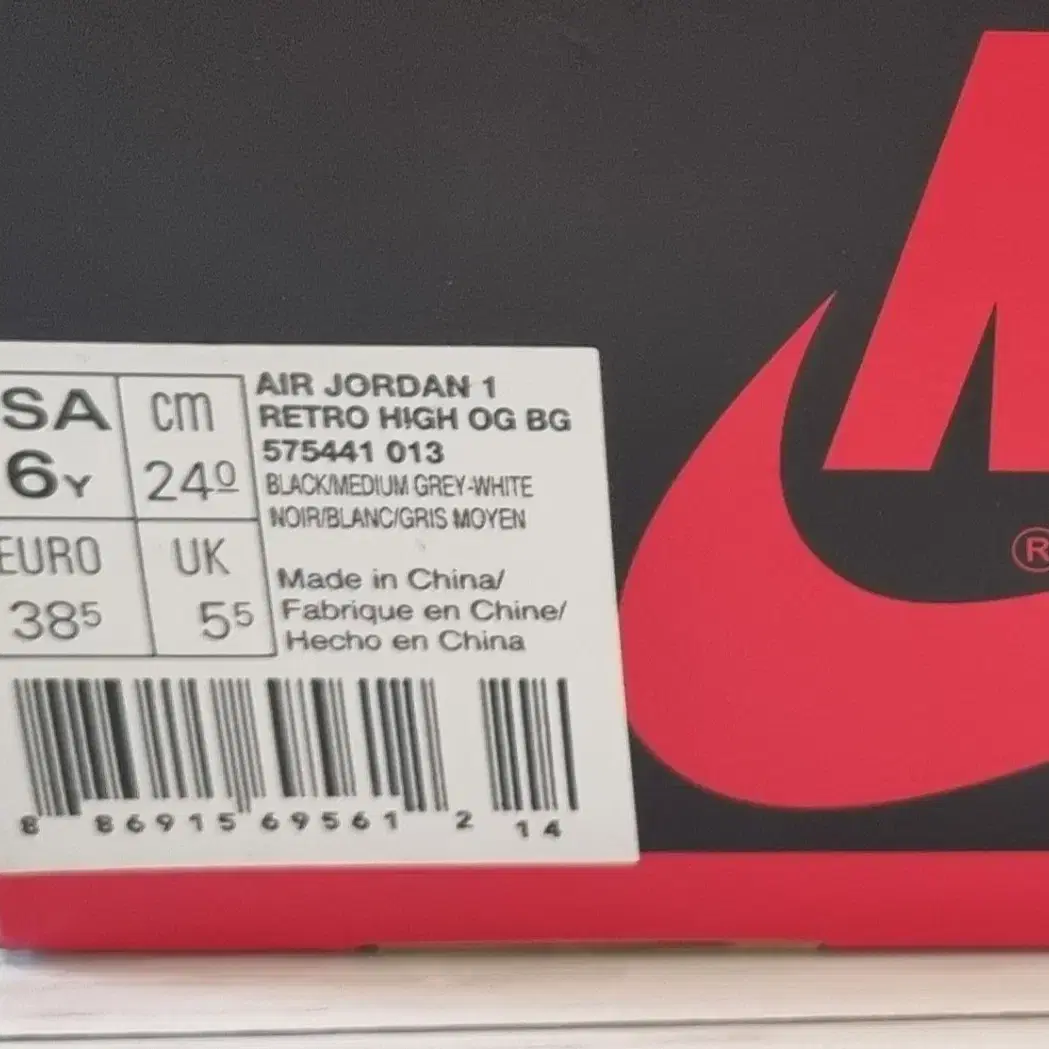 SA cm
6Y 24⁰
EURO UK
38⁵ 5⁵
AIR JORDAN 1
RETRO HIGH OG BG
575441 013
BLACK/MEDIUM GREY-WHITE
NOIR/BLANC/GRIS MOYEN
Made in China/
Fabrique en Chine/
Hecho en China
8 86915 69561 2 14
®